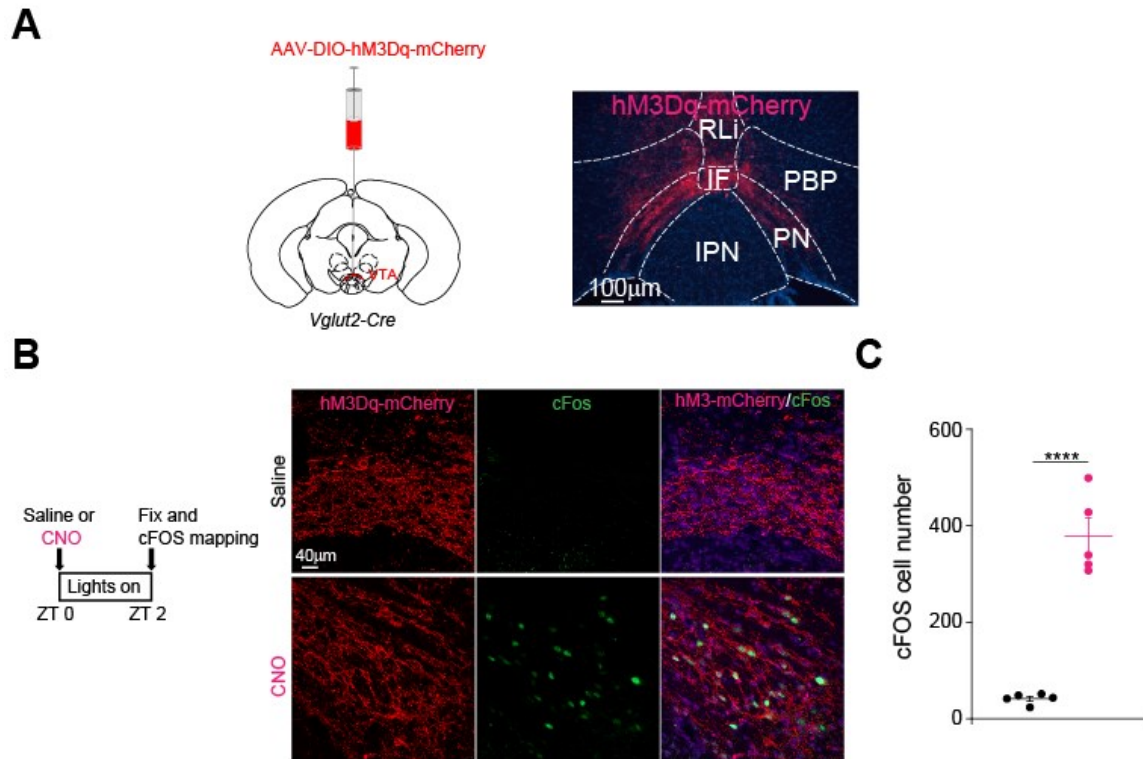 A
AAV-DIO-hM3Dq-mCherry
VTA
Vglut2-Cre
hM3Dq-mCherry
RLi
IF
PBP
PN
IPN
100µm
B
Saline or
CNO
Fix and
cFOS mapping
Lights on
ZT 0
ZT 2
hM3Dq-mCherry
cFos
hM3-mCherry/cFos
Saline
40µm
CNO
C
cFOS cell number
600
400
200
0
****